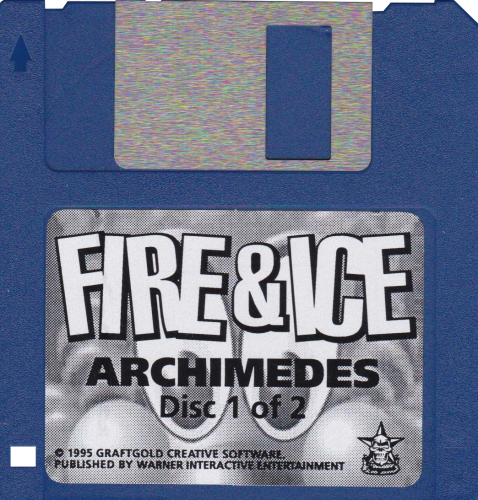 FIRE & ICE
ARCHIMEDES
Disc 1 of 2
© 1995 GRAFTGOLD CREATIVE SOFTWARE.
PUBLISHED BY WARNER INTERACTIVE ENTERTAINMENT